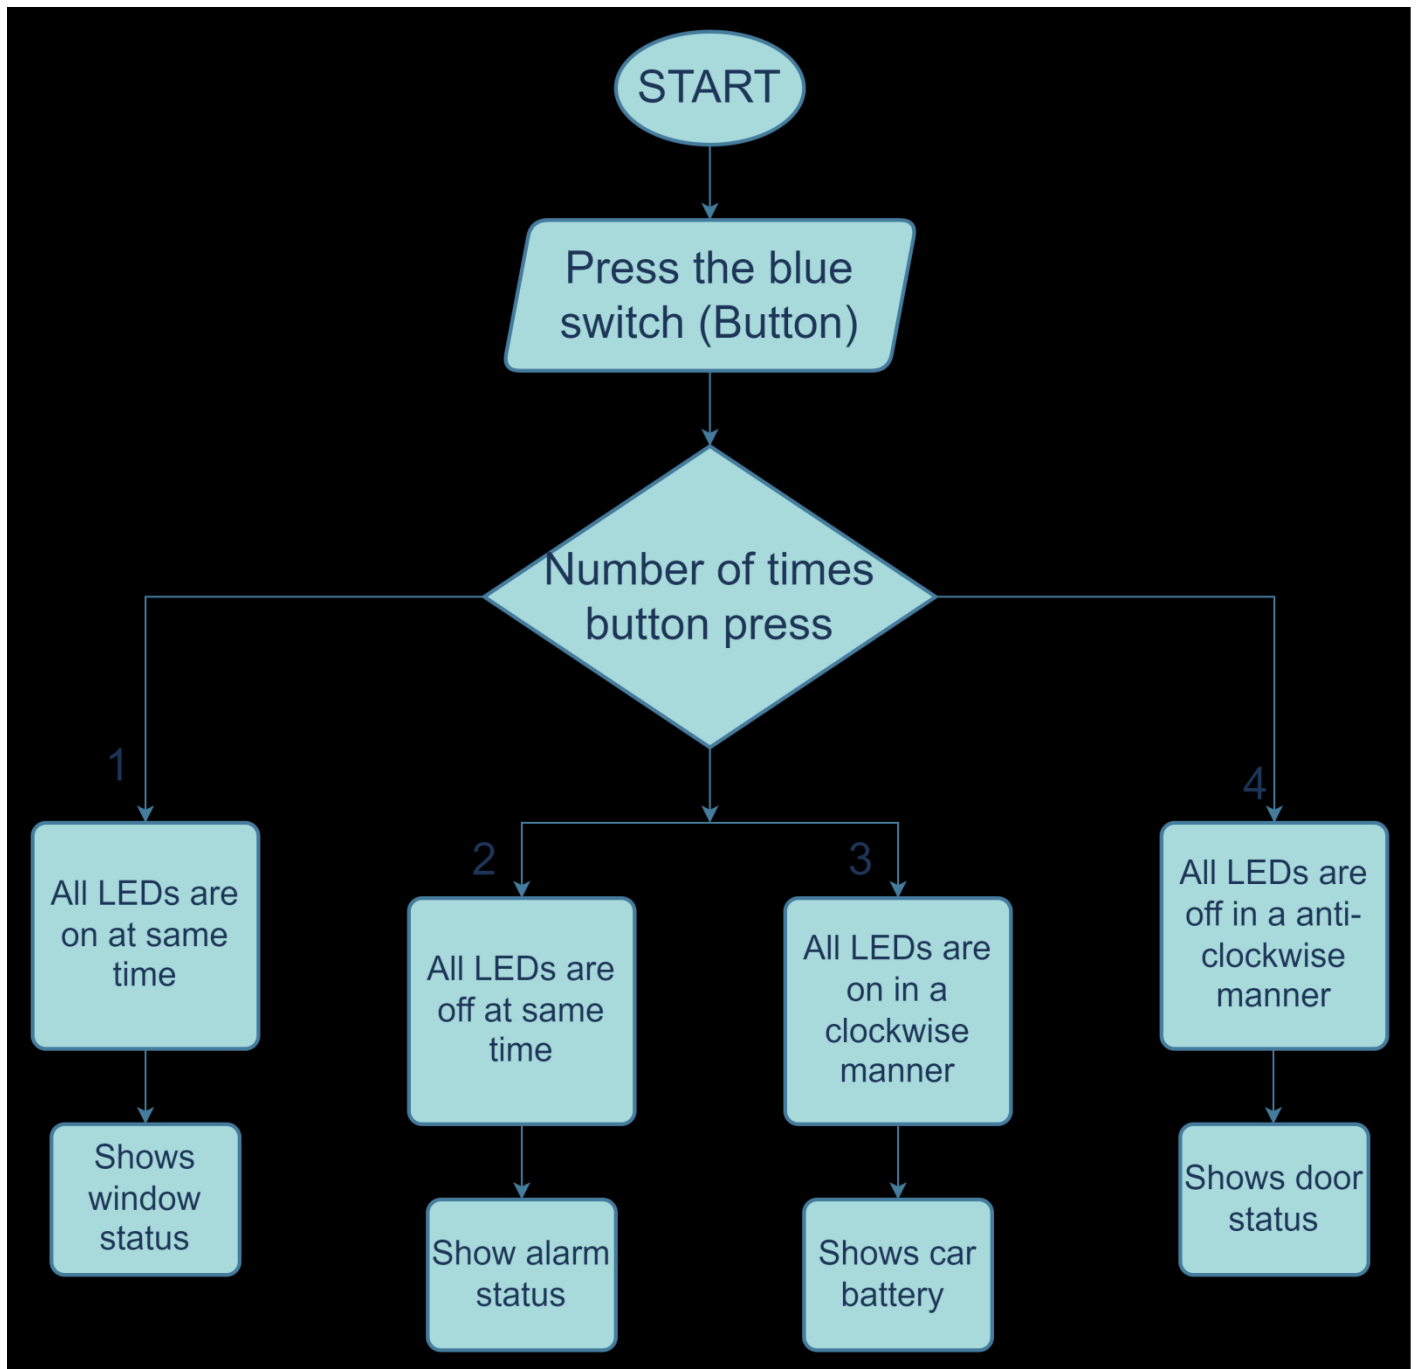 START
Press the blue
switch (Button)
Number of times
button press
1
All LEDs are
on at same
time
Shows
window
status
2
All LEDs are
off at same
time
Show alarm
status
3
All LEDs are
on in a
clockwise
manner
Shows car
battery
4
All LEDs are
off in a anti-
clockwise
manner
Shows door
status